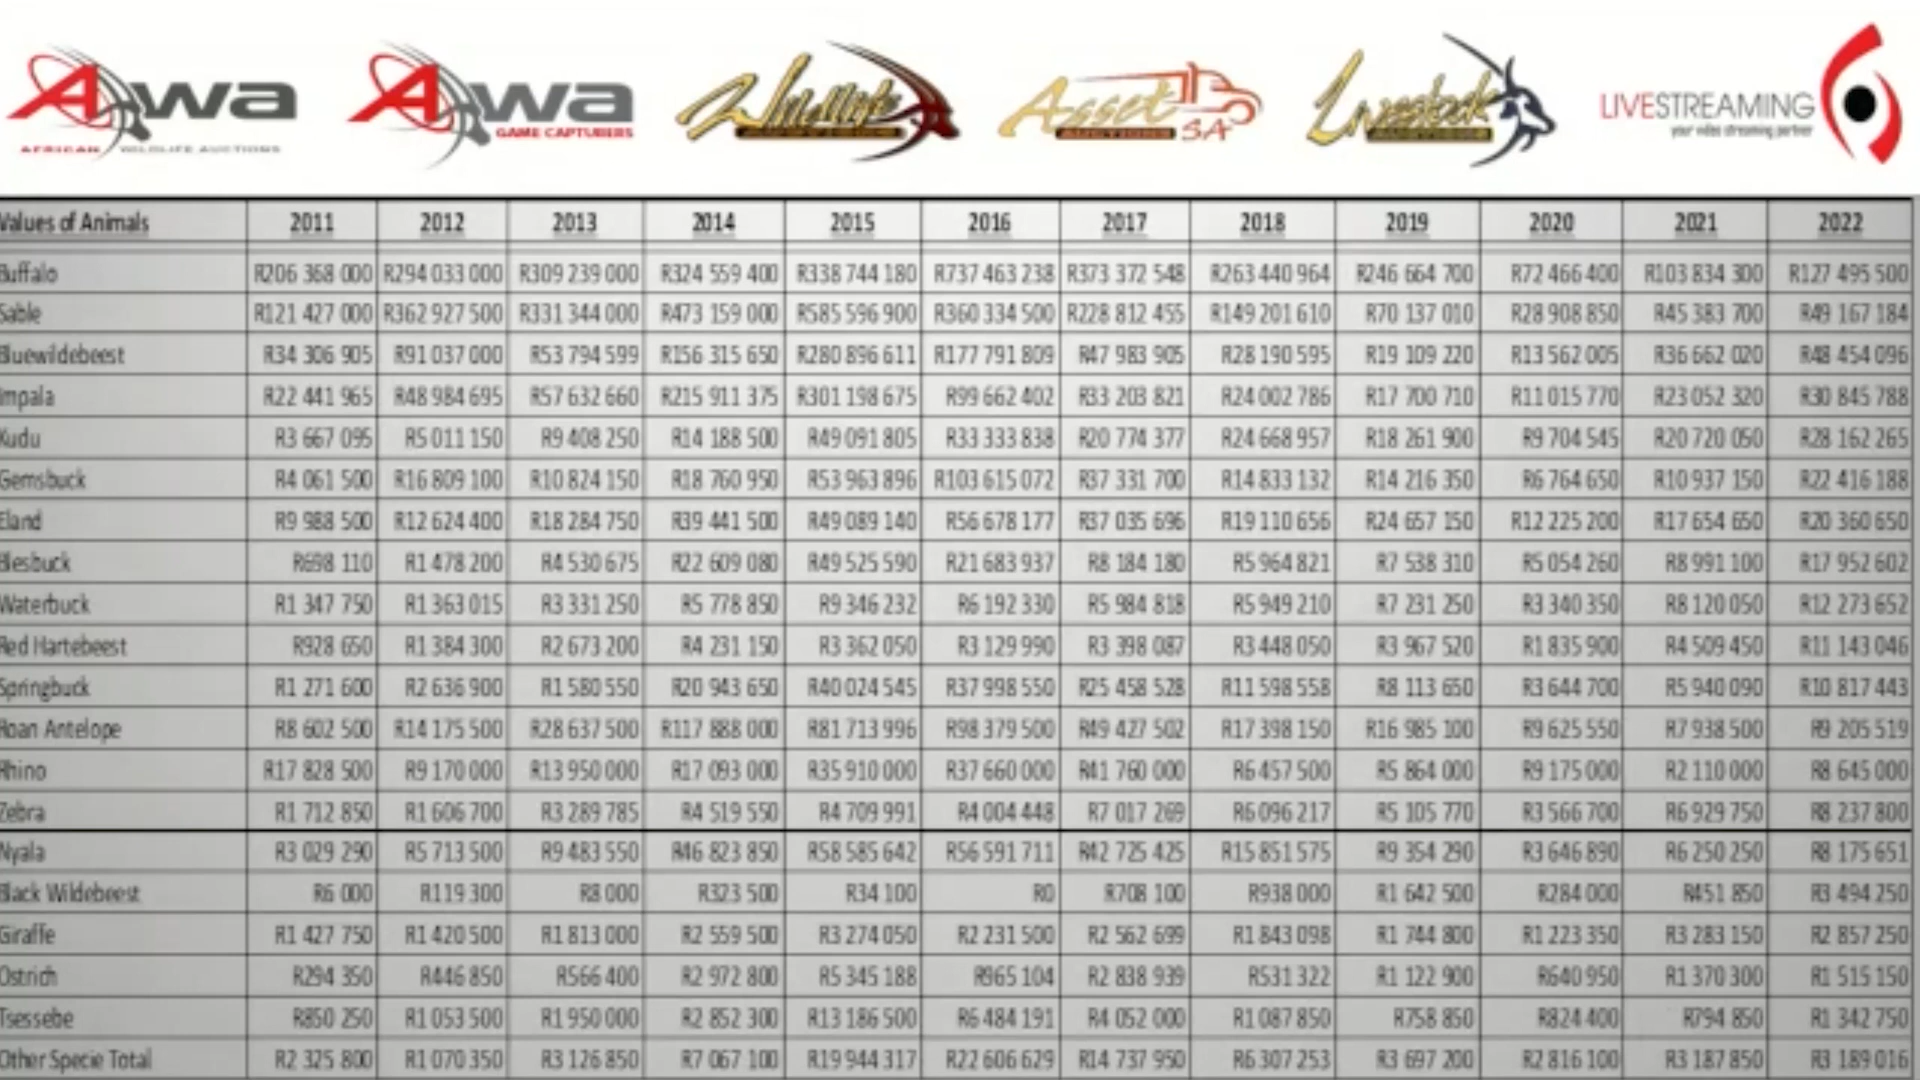 Awa Awa Wildlife Asset Livestock LIVESTREAMING
AFRICAN WILDLIFE AUCTIONS GAME CAPTURERS AUCTIONS SA your video streaming partner
Values of Animals 2011 2012 2013 2014 2015 2016 2017 2018 2019 2020 2021 2022
Buffalo R206 368 000 R294 033 000 R309 239 000 R324 559 400 R338 744 180 R737 463 238 R373 372 548 R263 440 964 R246 664 700 R72 466 400 R103 834 300 R127 495 500
Sable R121 427 000 R362 927 500 R331 344 000 R473 159 000 R585 596 900 R360 334 500 R228 812 455 R149 201 610 R70 137 010 R28 908 850 R45 383 700 R49 167 184
Bluewildebeest R34 306 905 R91 037 000 R53 794 599 R156 315 650 R280 896 611 R177 791 809 R47 983 905 R28 190 595 R19 109 220 R13 562 005 R36 662 020 R48 454 096
Impala R22 441 965 R48 984 695 R57 632 660 R215 911 375 R301 198 675 R99 662 402 R33 203 821 R24 002 786 R17 700 710 R11 015 770 R23 052 320 R30 845 788
Kudu R3 667 095 R5 011 150 R9 408 250 R14 188 500 R49 091 805 R33 333 838 R20 774 377 R24 668 957 R18 261 900 R9 704 545 R20 720 050 R28 162 265
Gemsbuck R4 061 500 R16 809 100 R10 824 150 R18 760 950 R53 963 896 R103 615 072 R37 331 700 R14 833 132 R14 216 350 R6 764 650 R10 937 150 R22 416 188
Eland R9 988 500 R12 624 400 R18 284 750 R39 441 500 R49 089 140 R56 678 177 R37 035 696 R19 110 656 R24 657 150 R12 225 200 R17 654 650 R20 360 650
Blesbuck R698 110 R1 478 200 R4 530 675 R22 609 080 R49 525 590 R21 683 937 R8 184 180 R5 964 821 R7 538 310 R5 054 260 R8 991 100 R17 952 602
Waterbuck R1 347 750 R1 363 015 R3 331 250 R5 778 850 R9 346 232 R6 192 330 R5 984 818 R5 949 210 R7 231 250 R3 340 350 R8 120 050 R12 273 652
Red Hartebeest R928 650 R1 384 300 R2 673 200 R4 231 150 R3 362 050 R3 129 990 R3 398 087 R3 448 050 R3 967 520 R1 835 900 R4 509 450 R11 143 046
Springbuck R1 271 600 R2 636 900 R1 580 550 R20 943 650 R40 024 545 R37 998 550 R25 458 528 R11 598 558 R8 113 650 R3 644 700 R5 940 090 R10 817 443
Roan Antelope R8 602 500 R14 175 500 R28 637 500 R117 888 000 R81 713 996 R98 379 500 R49 427 502 R17 398 150 R16 985 100 R9 625 550 R7 938 500 R9 205 519
Rhino R17 828 500 R9 170 000 R13 950 000 R17 093 000 R35 910 000 R37 660 000 R41 760 000 R6 457 500 R5 864 000 R9 175 000 R2 110 000 R8 645 000
Zebra R1 712 850 R1 606 700 R3 289 785 R4 519 550 R4 709 991 R4 004 448 R7 017 269 R6 096 217 R5 105 770 R3 566 700 R6 929 750 R8 237 800
Nyala R3 029 290 R5 713 500 R9 483 550 R46 823 850 R58 585 642 R56 591 711 R42 725 425 R15 851 575 R9 354 290 R3 646 890 R6 250 250 R8 175 651
Black Wildebeest R6 000 R119 300 R8 000 R323 500 R34 100 R0 R708 100 R938 000 R1 642 500 R284 000 R451 850 R3 494 250
Giraffe R1 427 750 R1 420 500 R1 813 000 R2 559 500 R3 274 050 R2 231 500 R2 562 699 R1 843 098 R1 744 800 R1 223 350 R3 283 150 R2 857 250
Ostrich R294 350 R446 850 R566 400 R2 972 800 R5 345 188 R965 104 R2 838 939 R531 322 R1 122 900 R640 950 R1 370 300 R1 515 150
Tsessebe R850 250 R1 053 500 R1 950 000 R2 852 300 R13 186 500 R6 484 191 R4 052 000 R1 087 850 R758 850 R824 400 R794 850 R1 342 750
Other Specie Total R2 325 800 R1 070 350 R3 126 850 R7 067 100 R19 944 317 R22 606 629 R14 737 950 R6 307 253 R3 697 200 R2 816 100 R3 187 850 R3 189 016